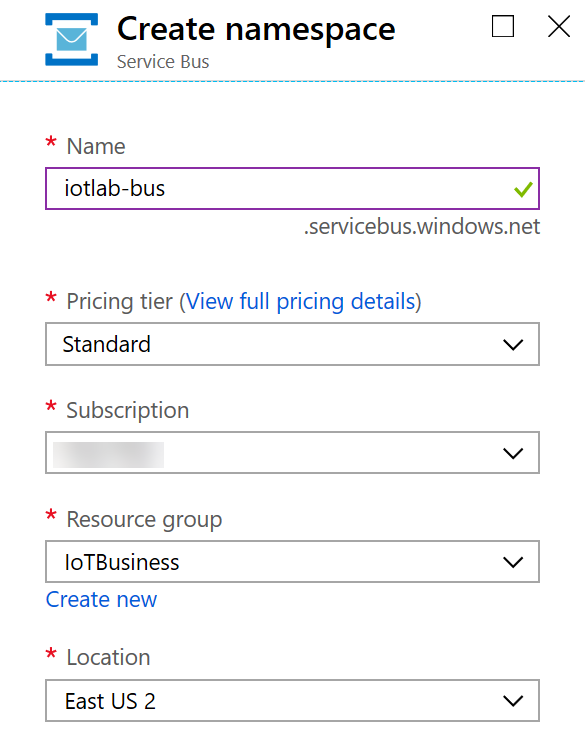 Create namespace
Service Bus
* Name
iotlab-bus
.servicebus.windows.net
* Pricing tier (View full pricing details)
Standard
* Subscription
* Resource group
IoTBusiness
Create new
* Location
East US 2